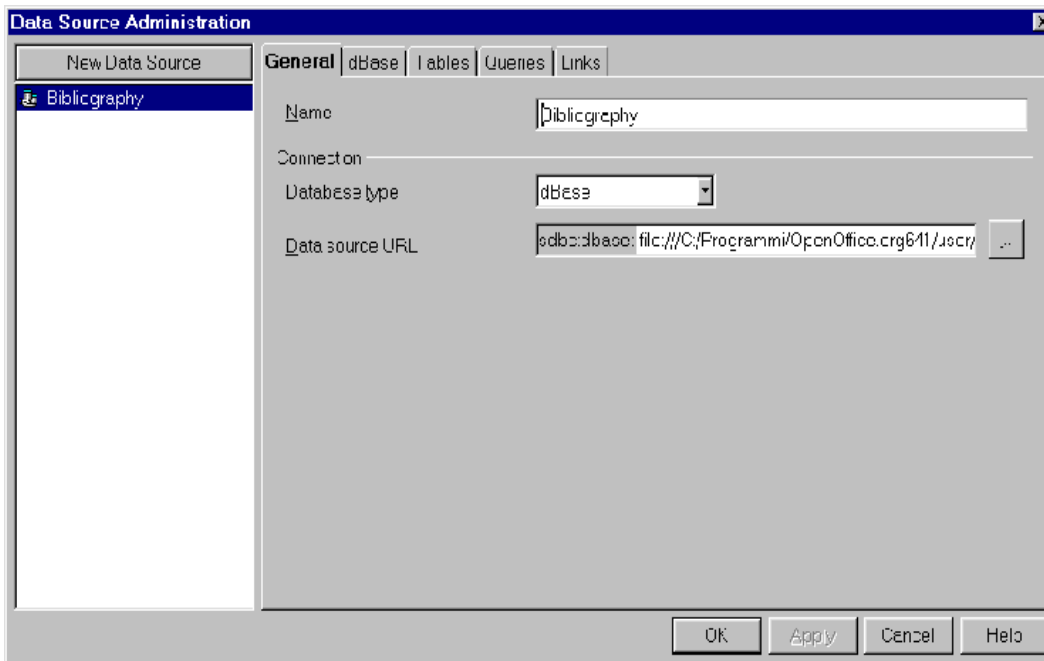 Data Source Administration
New Data Source
General dBase Tables Queries Links
Bibliography
Name Bibliography
Connection
Database type dBase
Data source URL sdbc:dbase: file:///C:/Programmi/OpenOffice.org641/user/ ...
OK Apply Cancel Help